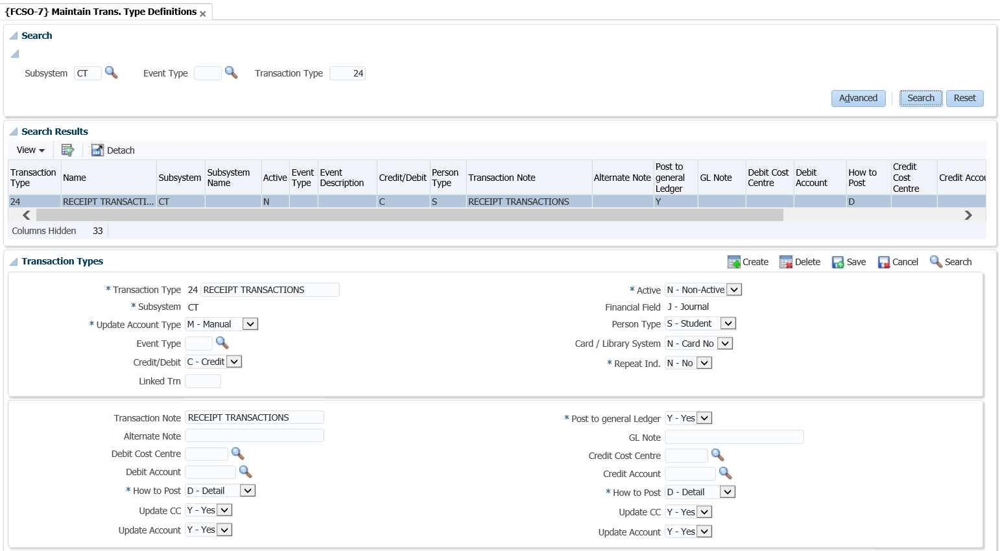 {FCSO-7} Maintain Trans. Type Definitions ×
Search
Subsystem CT Event Type Transaction Type 24
Advanced Search Reset
Search Results
View Detach
Transaction Type Name Subsystem Subsystem Name Active Event Type Event Description Credit/Debit Person Type Transaction Note Alternate Note Post to general Ledger GL Note Debit Cost Centre Debit Account How to Post Credit Cost Centre Credit Accou
24 RECEIPT TRANSACTI... CT N C S RECEIPT TRANSACTIONS Y D
Columns Hidden 33
Transaction Types Create Delete Save Cancel Search
* Transaction Type 24 RECEIPT TRANSACTIONS * Active N - Non-Active
* Subsystem CT Financial Field J - Journal
* Update Account Type M - Manual Person Type S - Student
Event Type Card / Library System N - Card No
Credit/Debit C - Credit * Repeat Ind. N - No
Linked Trn
Transaction Note RECEIPT TRANSACTIONS * Post to general Ledger Y - Yes
Alternate Note GL Note
Debit Cost Centre Credit Cost Centre
Debit Account Credit Account
* How to Post D - Detail * How to Post D - Detail
Update CC Y - Yes Update CC Y - Yes
Update Account Y - Yes Update Account Y - Yes